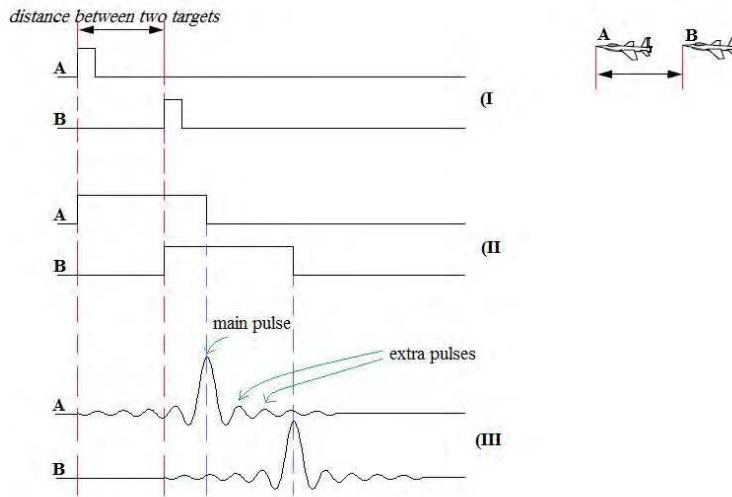 distance between two targets
A
B
A
B
(I
A
B
(II
main pulse
extra pulses
A
B
(III